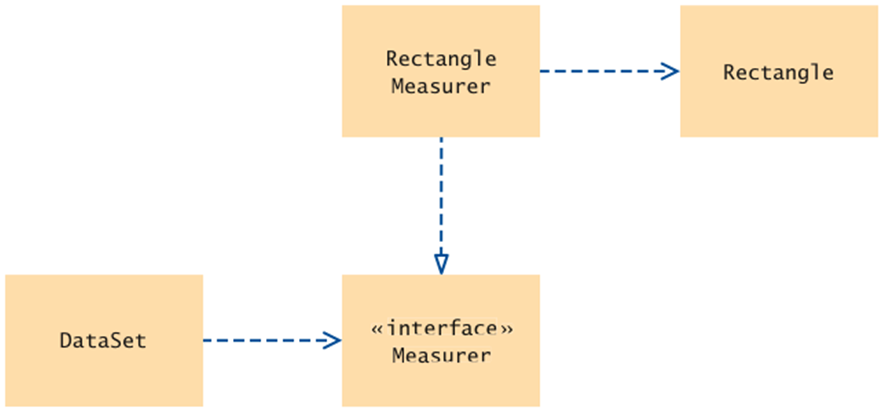 Rectangle
Measurer
Rectangle
DataSet
«interface»
Measurer